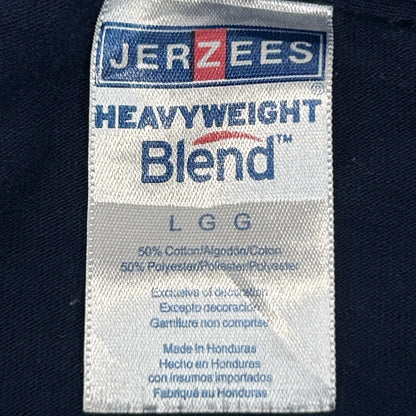 JERZEES
®
HEAVYWEIGHT
Blend™
L G G
50% Cotton/Algodón/Coton
50% Polyester/Poliester/Polyester
Exclusive of decoration
Excepto decoración
Garniture non comprise
Made in Honduras
Hecho en Honduras
con insumos importados
Fabriqué au Honduras